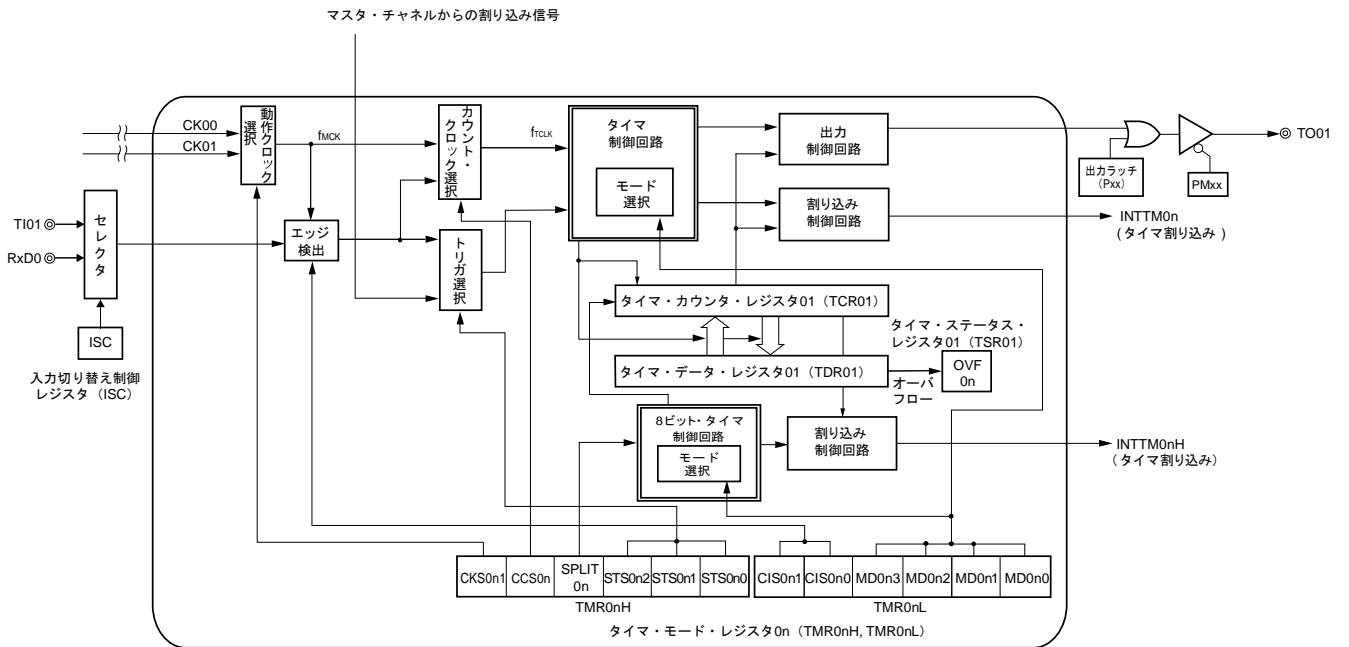 マスタ・チャネルからの割り込み信号
CK00
CK01
動作クロック
選択
fMCK
カウント・
クロック選択
fTCLK
タイマ
制御回路
モード
選択
出力
制御回路
出力ラッチ
(Pxx)
PMxx
TO01
TI01
RxD0
セレクタ
エッジ
検出
トリガ
選択
割り込み
制御回路
INTTM0n
(タイマ割り込み)
ISC
入力切り替え制御
レジスタ（ISC）
タイマ・カウンタ・レジスタ01（TCR01）
タイマ・ステータス・
レジスタ01（TSR01）
タイマ・データ・レジスタ01（TDR01）
オーバ
フロー
OVF
0n
8ビット・タイマ
制御回路
モード
選択
割り込み
制御回路
INTTM0nH
(タイマ割り込み)
CKS0n1 CCS0n SPLIT 0n STS0n2 STS0n1 STS0n0 CIS0n1 CIS0n0 MD0n3 MD0n2 MD0n1 MD0n0
TMR0nH TMR0nL
タイマ・モード・レジスタ0n（TMR0nH, TMR0nL）